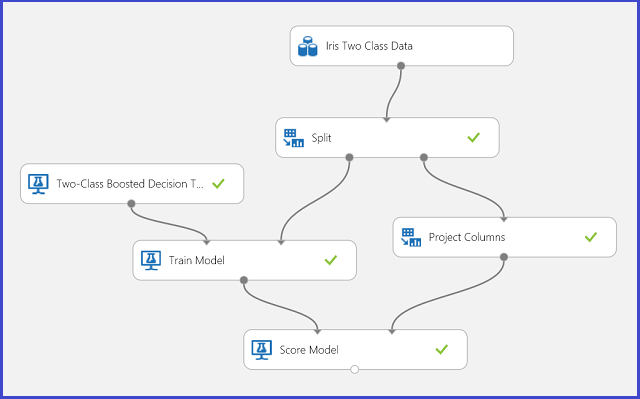 Iris Two Class Data
Split
Two-Class Boosted Decision T...
Project Columns
Train Model
Score Model